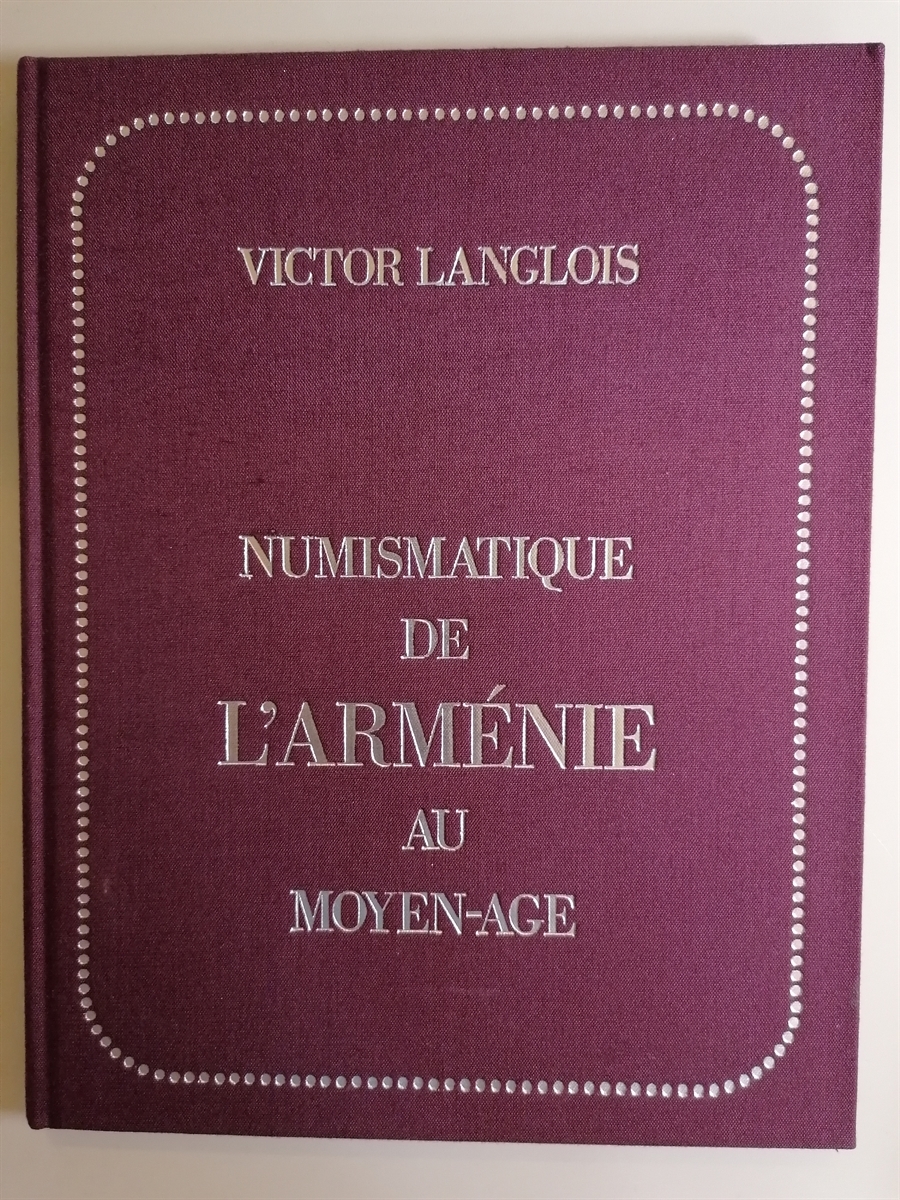 VICTOR LANGLOIS
NUMISMATIQUE
DE
L'ARMÉNIE
AU
MOYEN-AGE